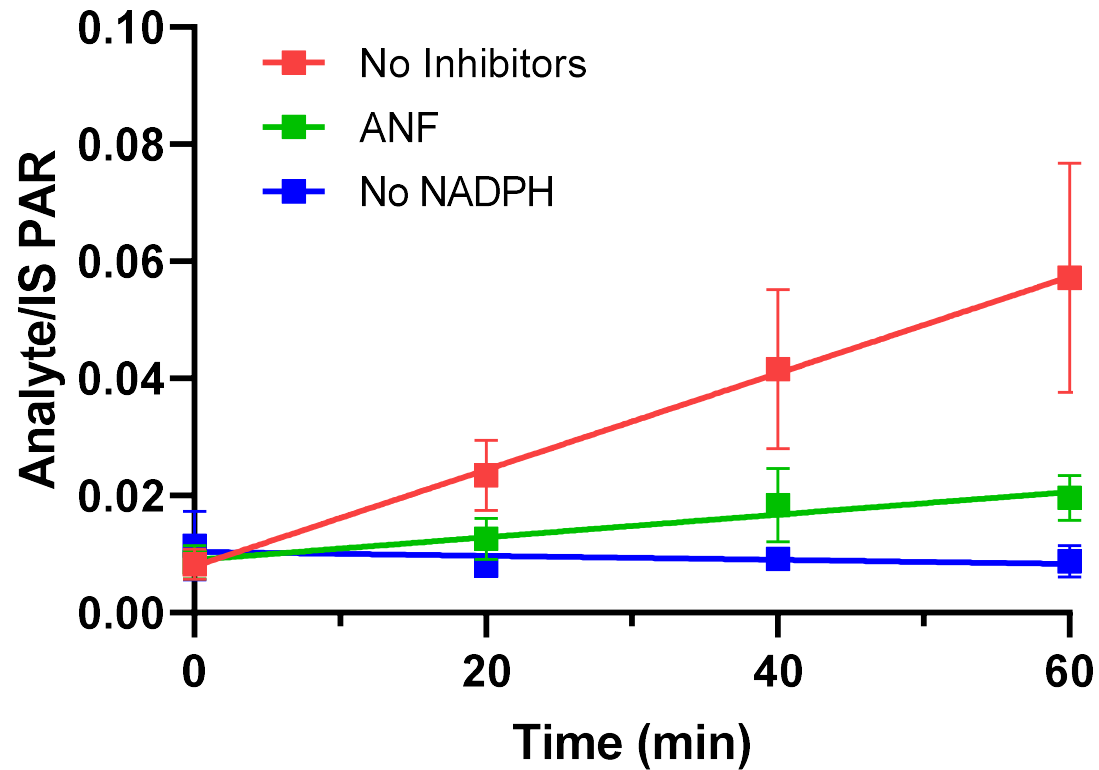 0.10
0.08
0.06
0.04
0.02
0.00
Analyte/IS PAR
No Inhibitors
ANF
No NADPH
0 20 40 60
Time (min)